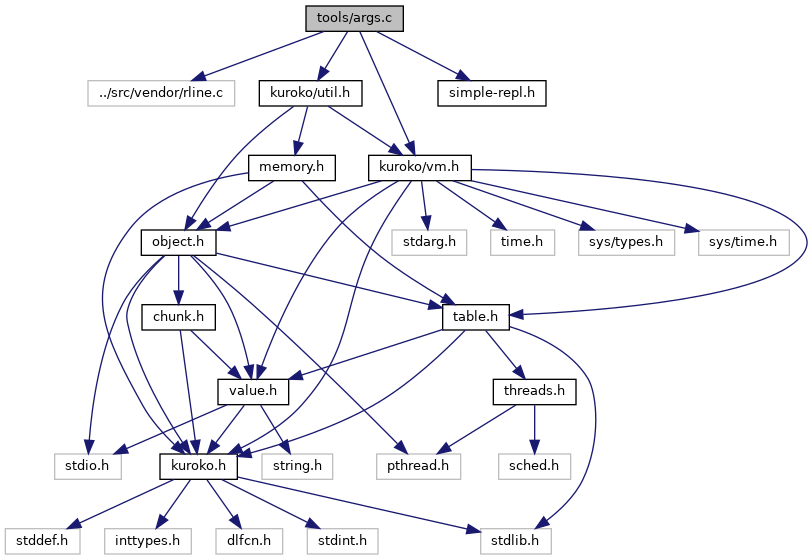 tools/args.c
../src/vendor/rline.c
kuroko/util.h
simple-repl.h
memory.h
kuroko/vm.h
object.h
stdarg.h
time.h
sys/types.h
sys/time.h
chunk.h
table.h
value.h
threads.h
stdio.h
kuroko.h
string.h
pthread.h
sched.h
stddef.h
inttypes.h
dlfcn.h
stdint.h
stdlib.h